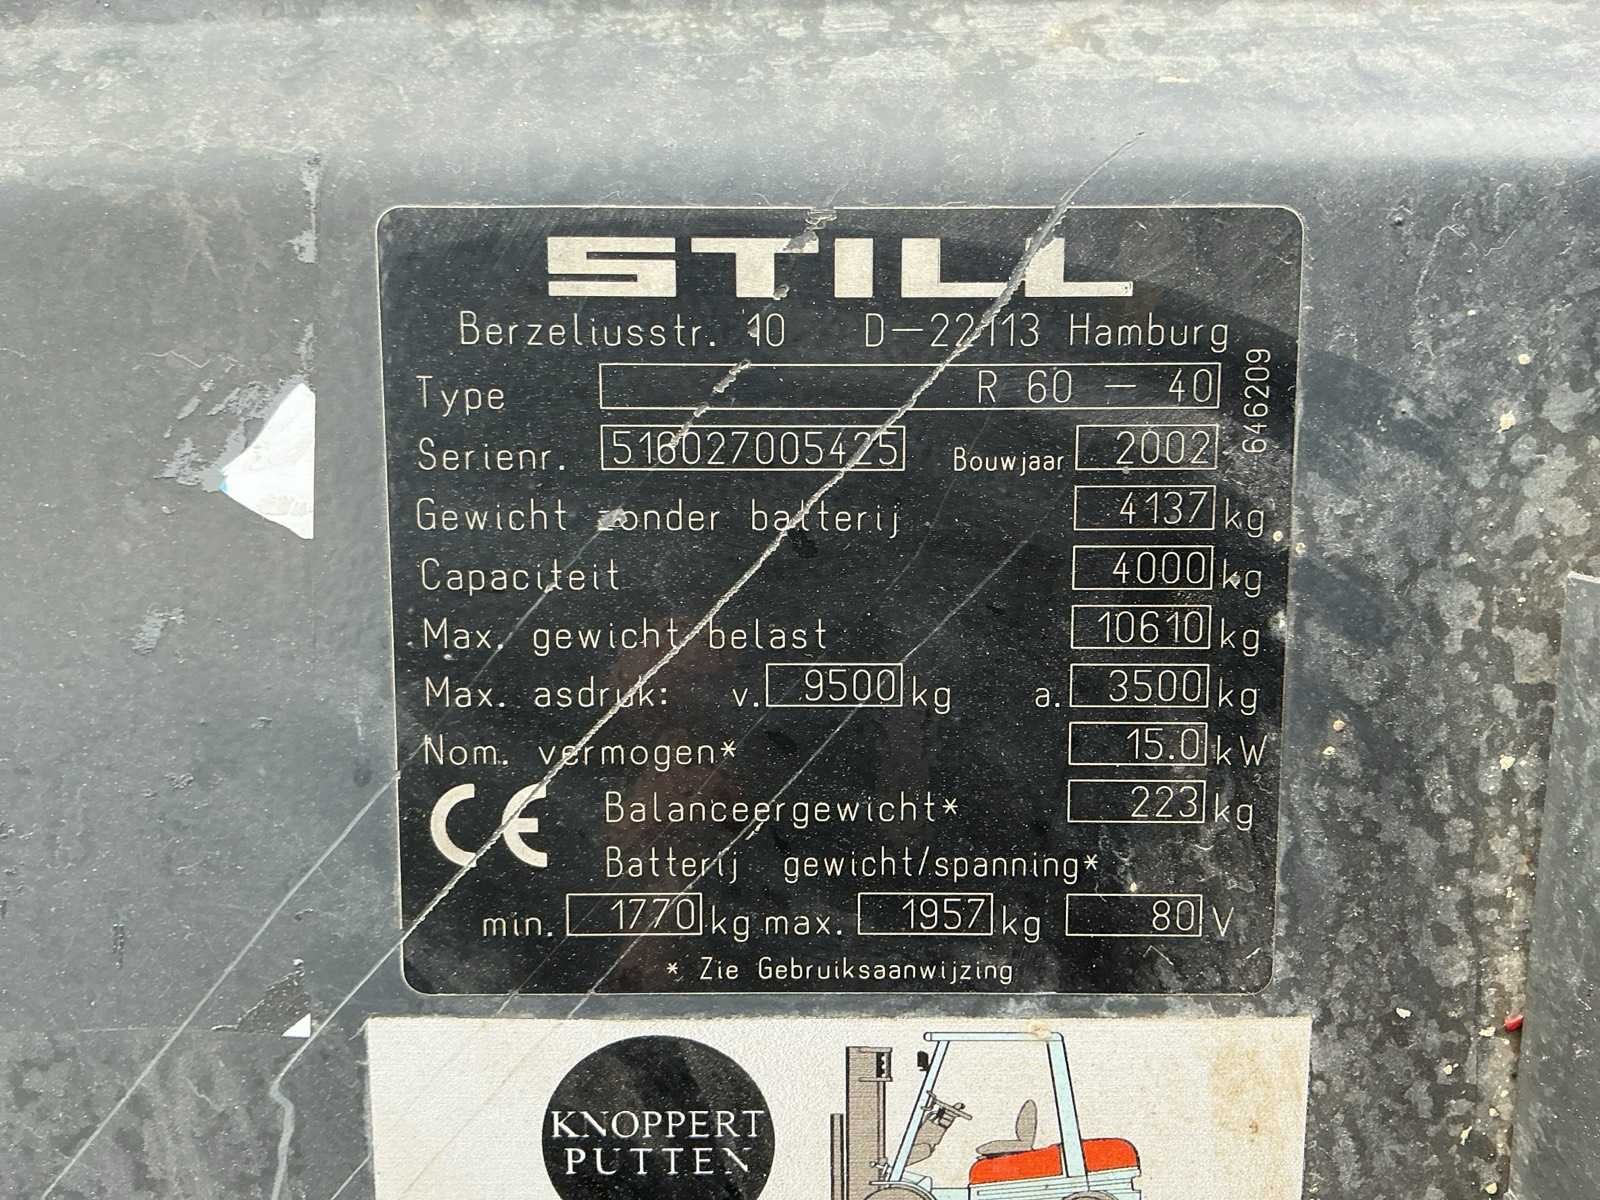 STILL
Berzeliusstr. 10 D-22113 Hamburg
Type R 60 - 40
646209
Serienr. 516027005425 Bouwjaar 2002
Gewicht zonder batterij 4137 kg
Capaciteit 4000 kg
Max. gewicht belast 10610 kg
Max. asdruk: v. 9500 kg a. 3500 kg
Nom. vermogen* 15.0 kW
CE Balanceergewicht* 223 kg
Batterij gewicht/spanning*
min. 1770 kg max. 1957 kg 80 V
* Zie Gebruiksaanwijzing
KNOPPERT
PUTTEN